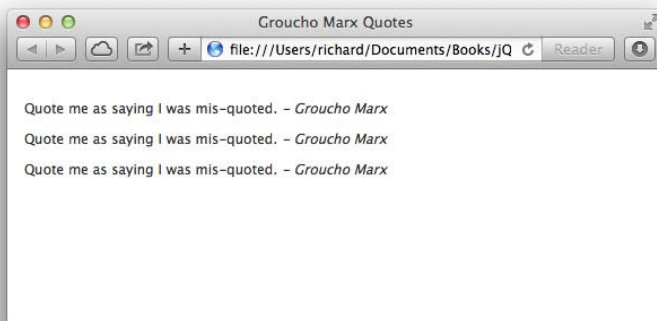 Groucho Marx Quotes
file:///Users/richard/Documents/Books/jQ
Reader
Quote me as saying I was mis-quoted. – Groucho Marx
Quote me as saying I was mis-quoted. – Groucho Marx
Quote me as saying I was mis-quoted. – Groucho Marx